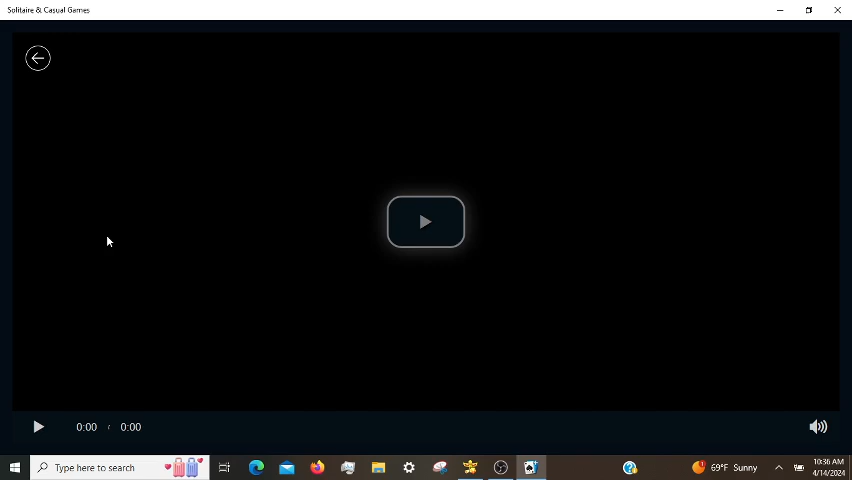 Solitaire & Casual Games
0:00 / 0:00
Type here to search
69°F Sunny
10:36 AM
4/14/2024